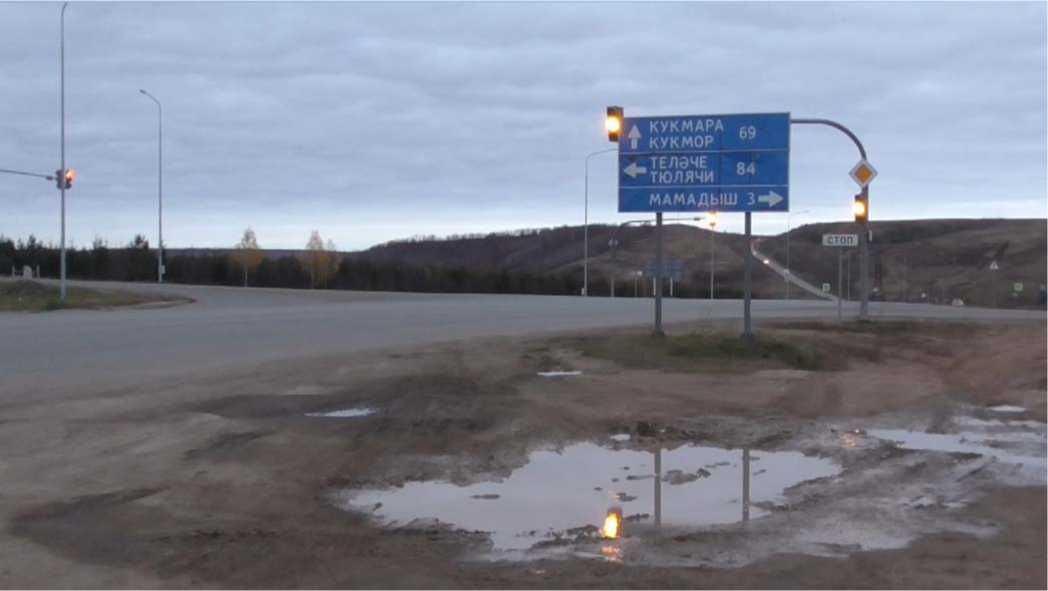 КУКМАРА
КУКМОР 69
ТЕЛӘЧЕ
ТЮЛЯЧИ 84
МАМАДЫШ 3
СТОП